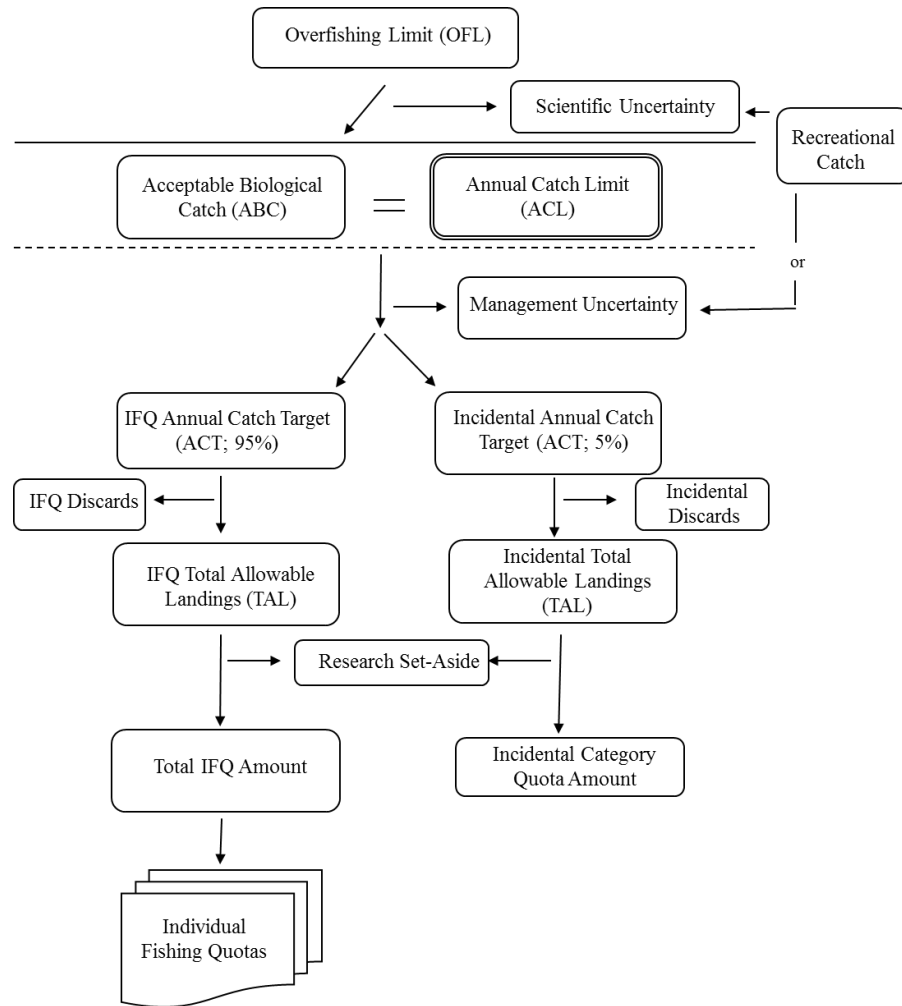 Overfishing Limit (OFL)
Scientific Uncertainty
Recreational
Catch
Acceptable Biological
Catch (ABC)
=
Annual Catch Limit
(ACL)
or
Management Uncertainty
IFQ Annual Catch Target
(ACT; 95%)
Incidental Annual Catch
Target (ACT; 5%)
IFQ Discards
Incidental
Discards
IFQ Total Allowable
Landings (TAL)
Incidental Total
Allowable Landings
(TAL)
Research Set-Aside
Total IFQ Amount
Incidental Category
Quota Amount
Individual
Fishing Quotas